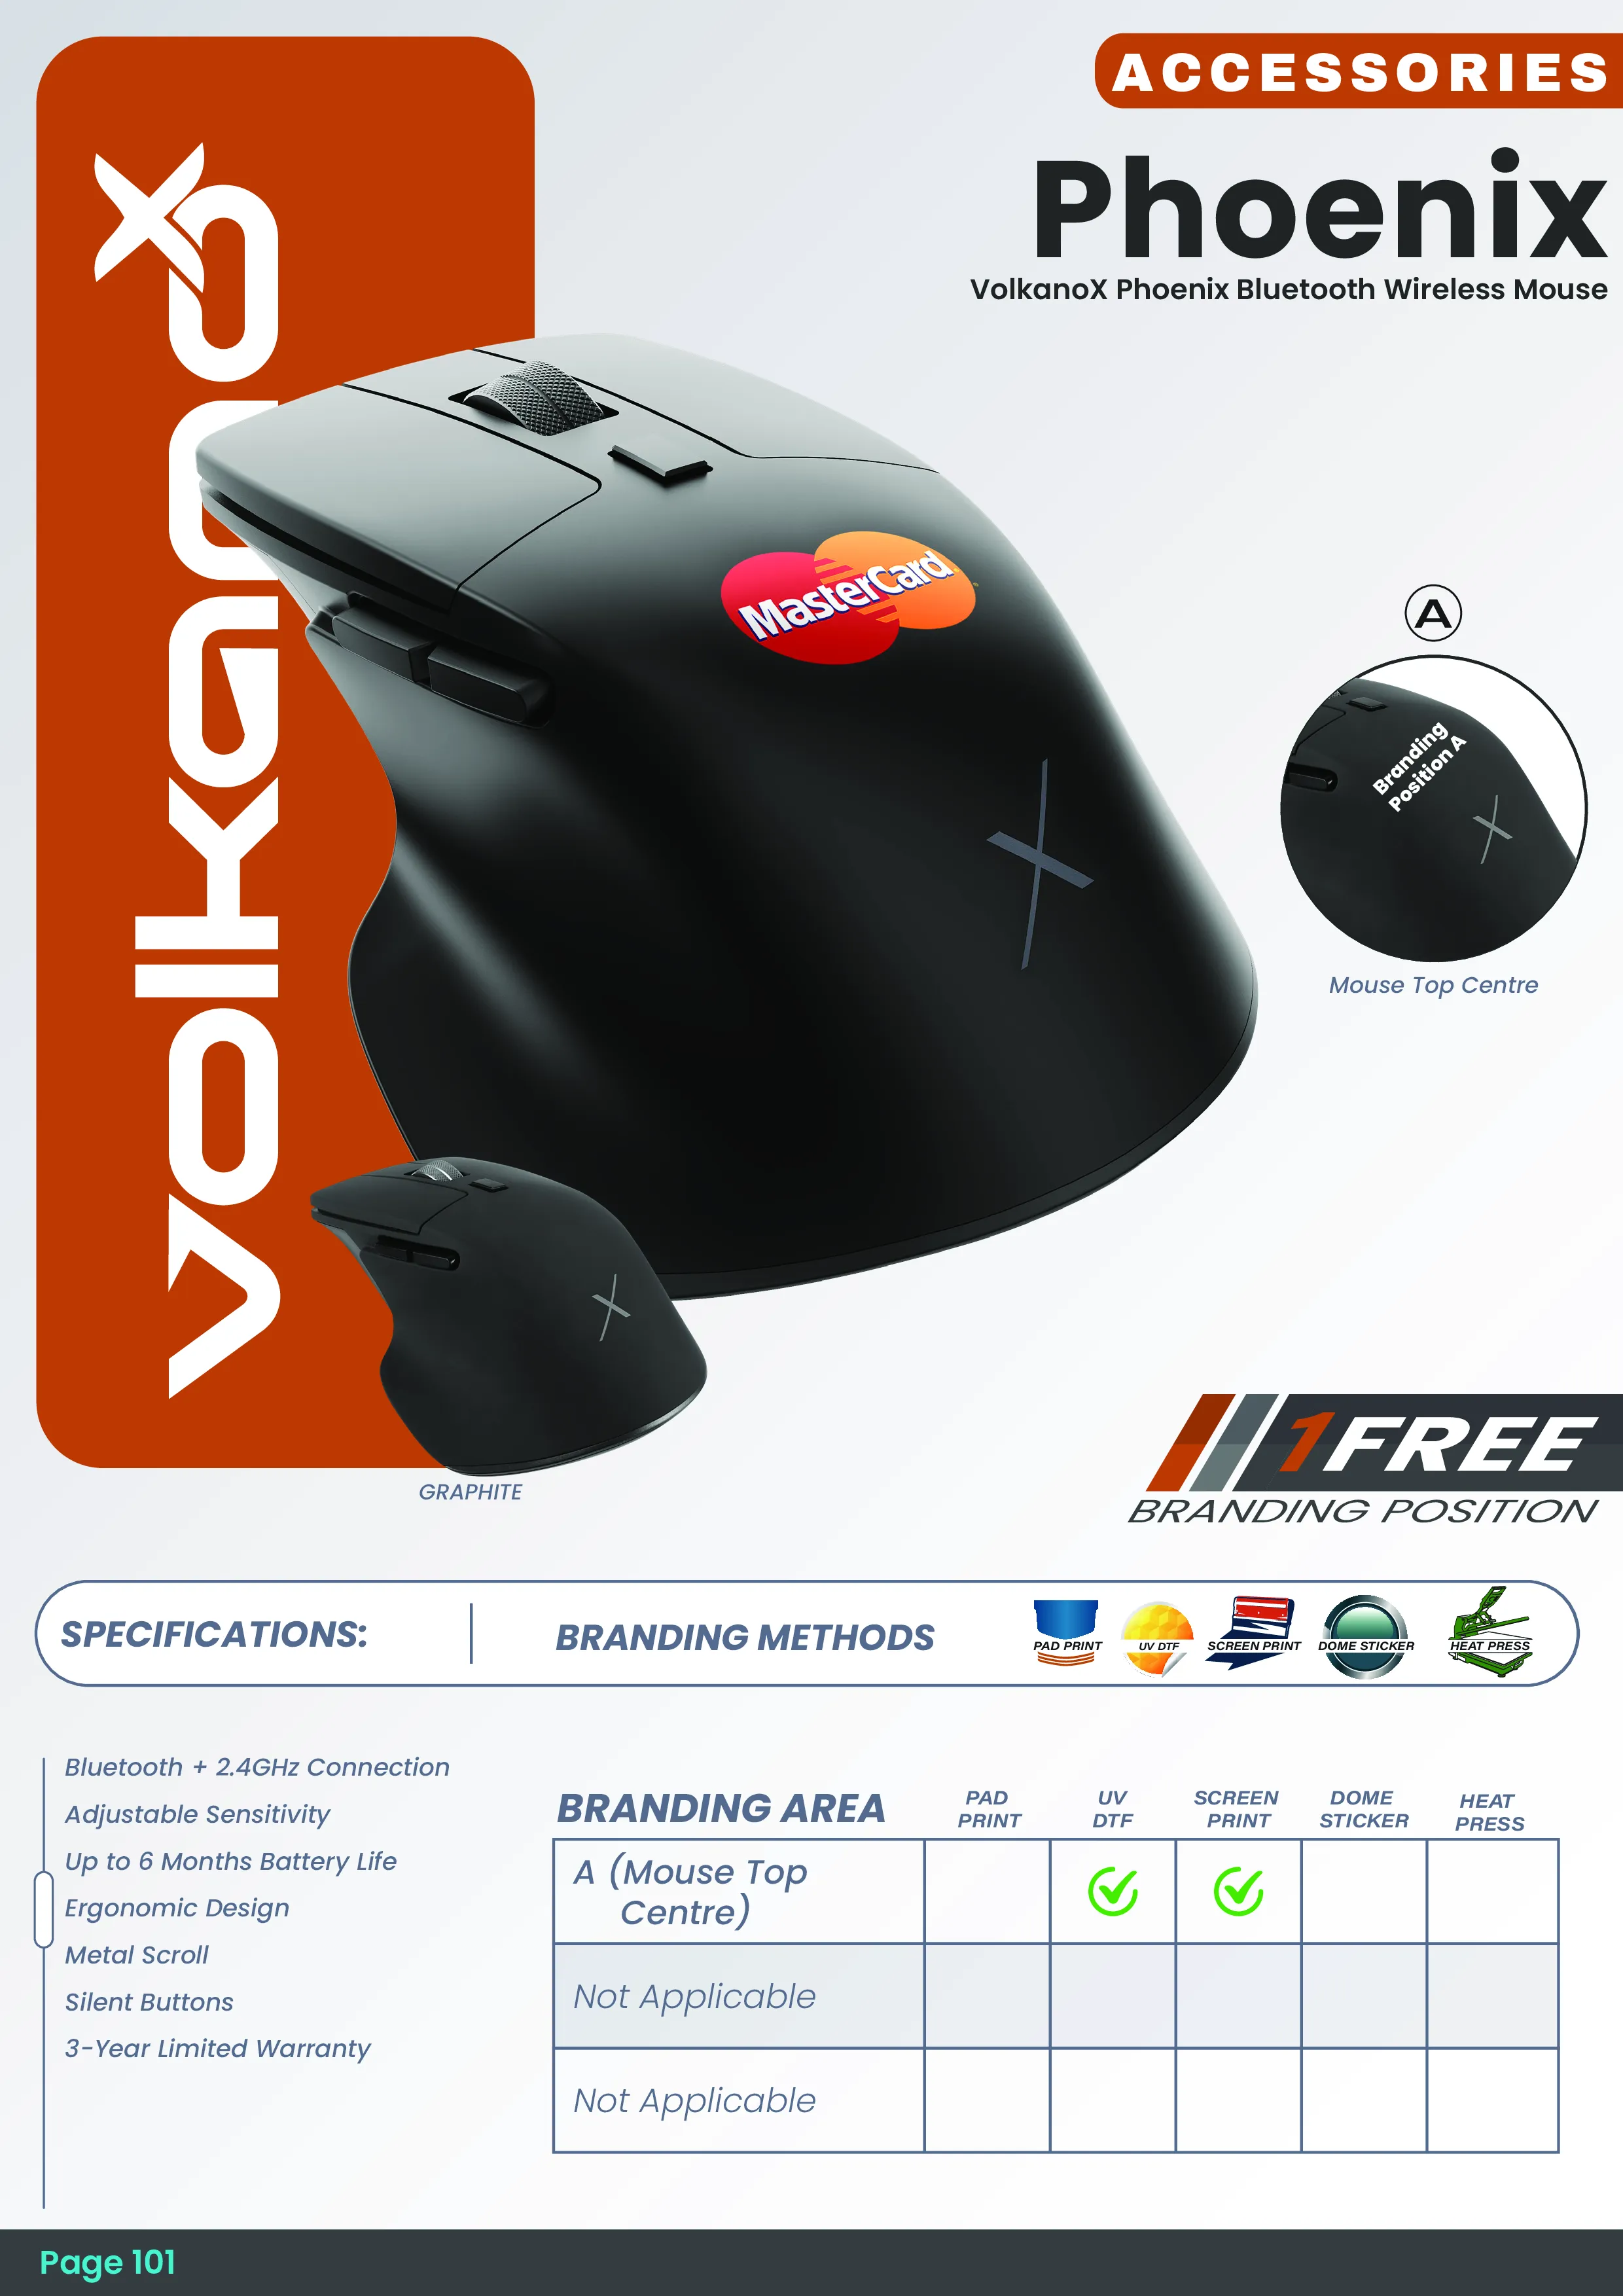 ACCESSORIES
Phoenix
VolkanoX Phoenix Bluetooth Wireless Mouse
volkano
x
MasterCard
A
Branding
Position A
Mouse Top Centre
GRAPHITE
1FREE
BRANDING POSITION
SPECIFICATIONS:
BRANDING METHODS
PAD PRINT
UV DTF
SCREEN PRINT
DOME STICKER
HEAT PRESS
Bluetooth + 2.4GHz Connection
Adjustable Sensitivity
Up to 6 Months Battery Life
Ergonomic Design
Metal Scroll
Silent Buttons
3-Year Limited Warranty
BRANDING AREA
PAD
PRINT
UV
DTF
SCREEN
PRINT
DOME
STICKER
HEAT
PRESS
A (Mouse Top
Centre)
Not Applicable
Not Applicable
Page 101